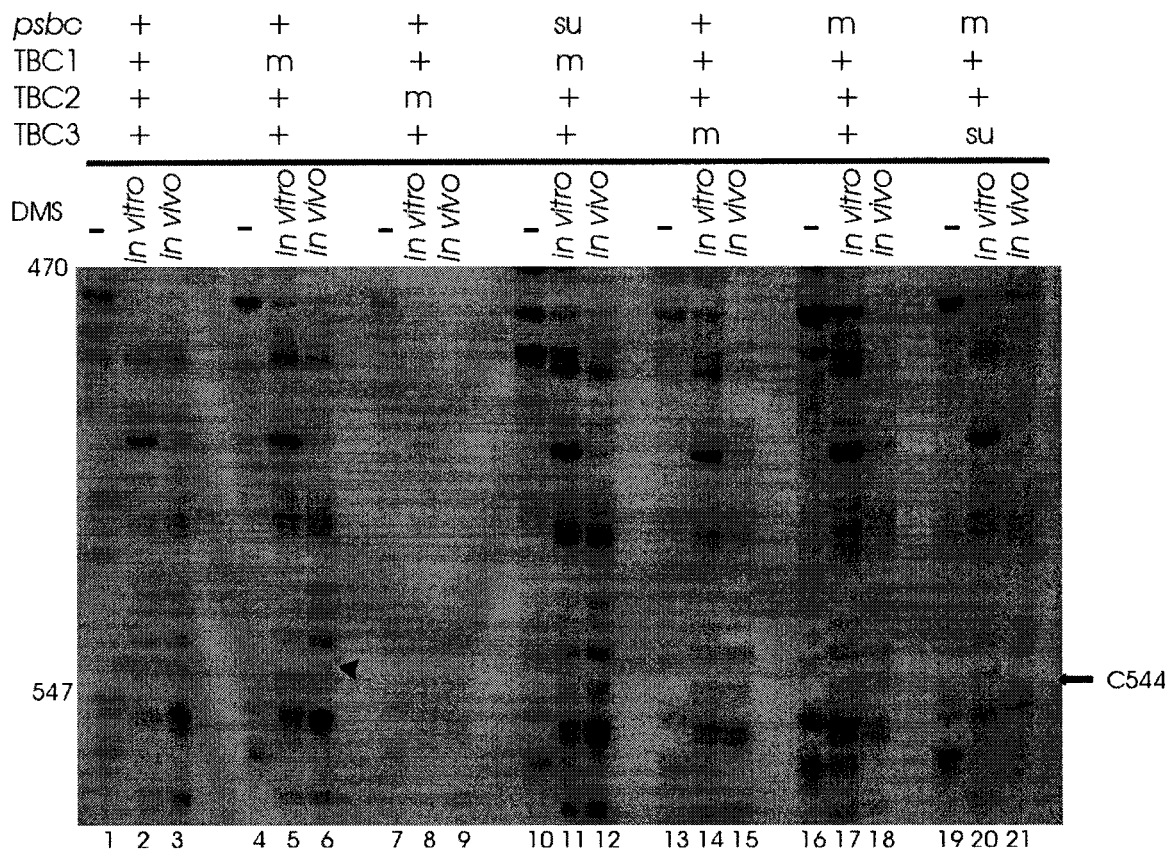 psbc + + + su + m m
TBC1 + m + m + + +
TBC2 + + m + + + +
TBC3 + + + + m + su
DMS - in vitro in vivo - in vitro in vivo - in vitro in vivo - in vitro in vivo - in vitro in vivo - in vitro in vivo - in vitro in vivo
470
547
C544
1 2 3 4 5 6 7 8 9 10 11 12 13 14 15 16 17 18 19 20 21